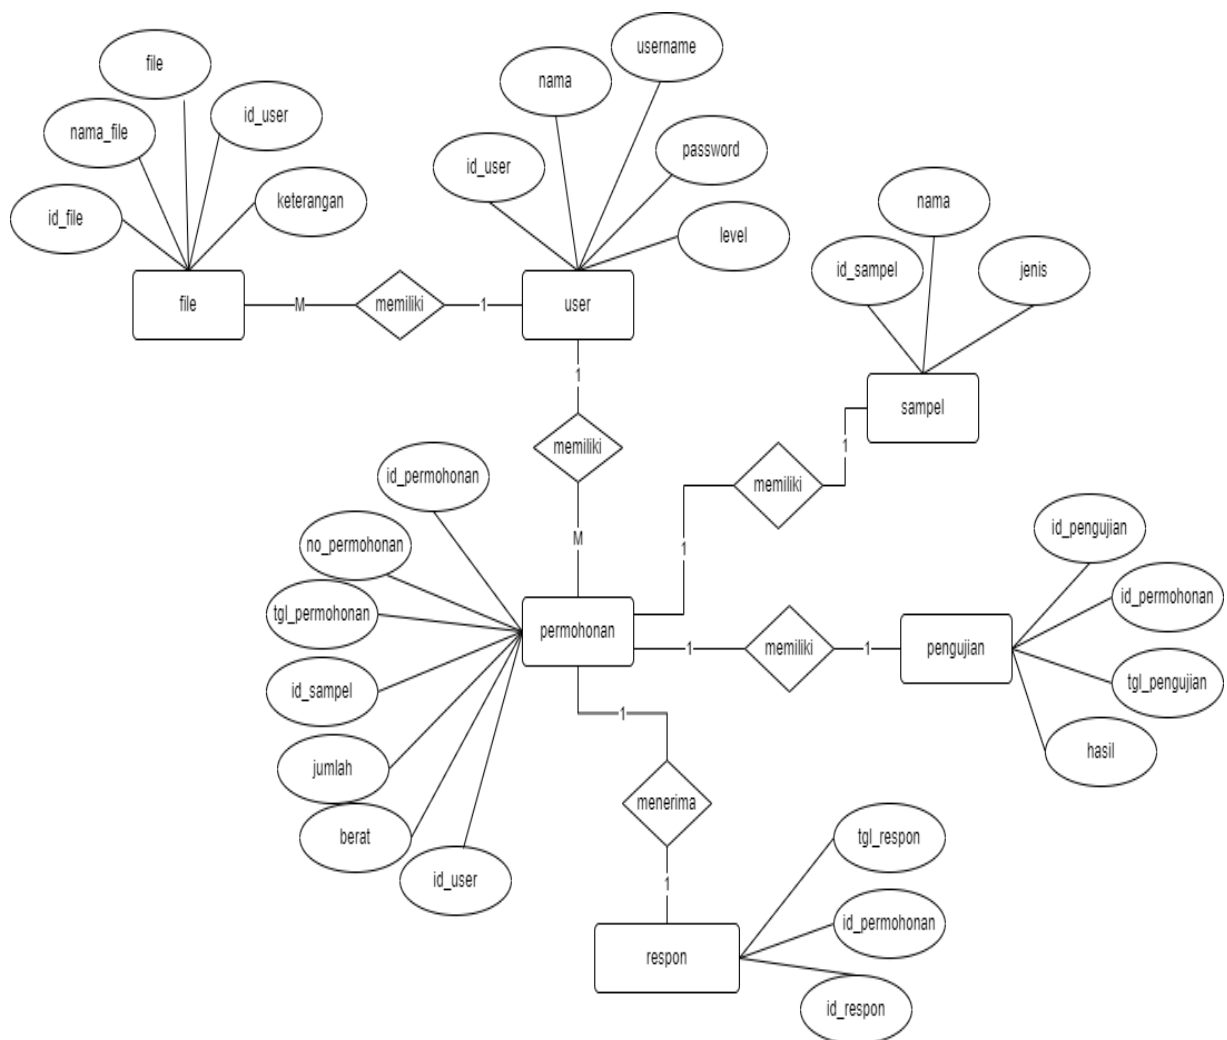 username
file
nama
id_user
nama_file
password
id_user
keterangan
id_file
level
nama
id_sampel
jenis
file
M
memiliki
1
user
1
sampel
memiliki
1
id_permohonan
memiliki
id_pengujian
no_permohonan
M
1
id_permohonan
tgl_permohonan
permohonan
1
memiliki
1
pengujian
tgl_pengujian
id_sampel
1
hasil
jumlah
menerima
berat
tgl_respon
id_user
1
id_permohonan
respon
id_respon